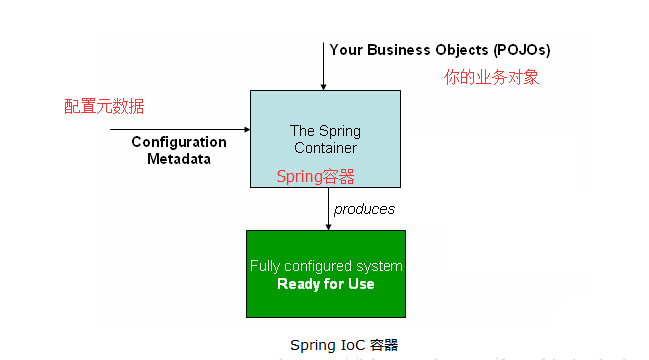 Your Business Objects (POJOs)
你的业务对象
配置元数据
Configuration
Metadata
The Spring
Container
Spring容器
produces
Fully configured system
Ready for Use
Spring IoC 容器